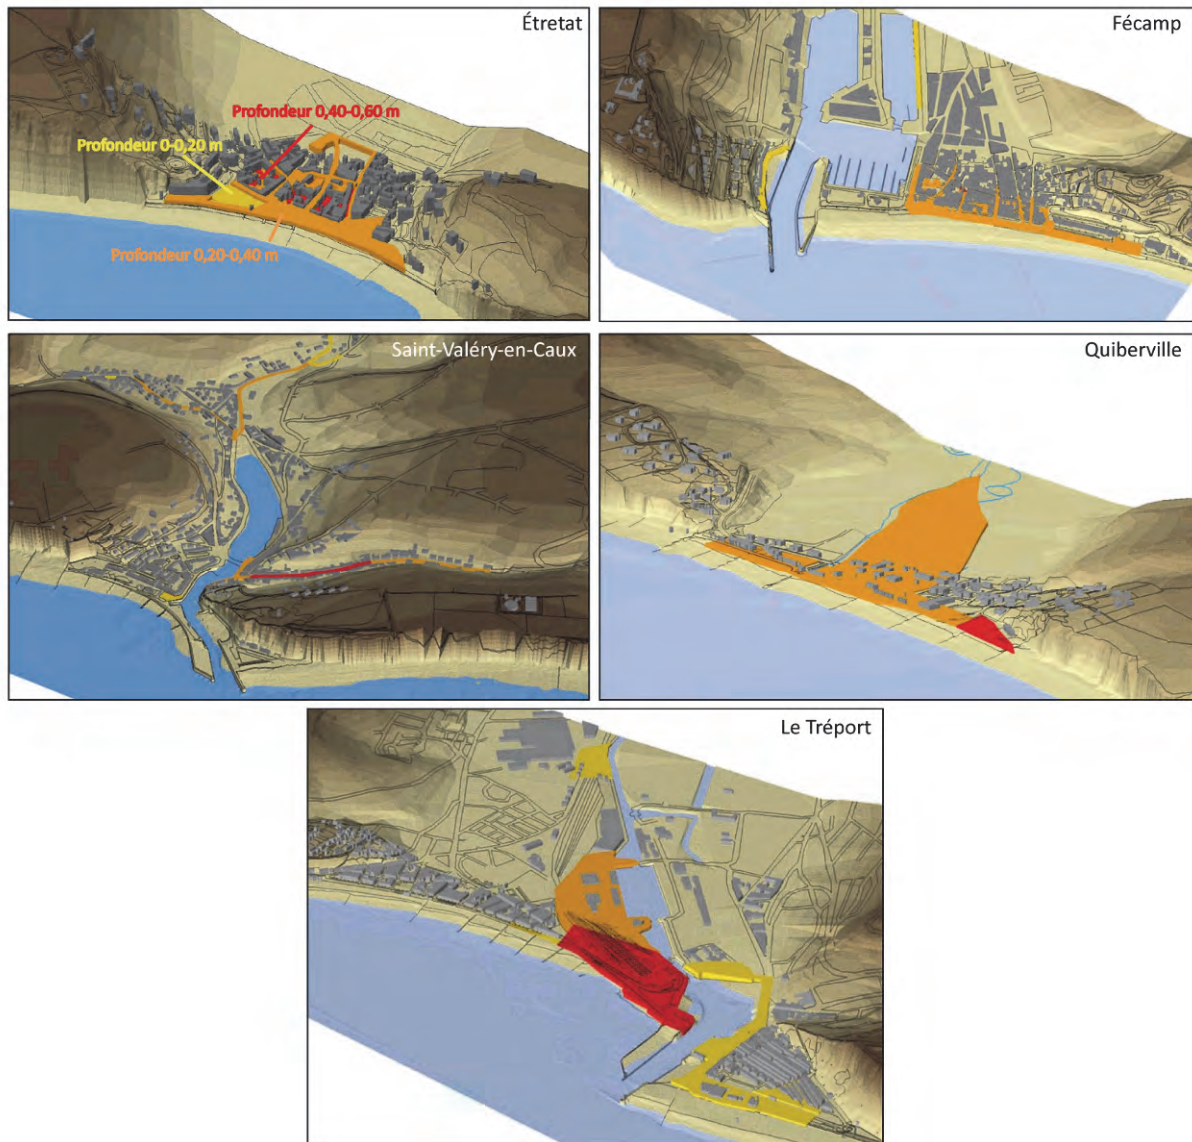 Étretat
Profondeur 0,40-0,60 m
Profondeur 0-0,20 m
Profondeur 0,20-0,40 m
Fécamp
Saint-Valéry-en-Caux
Quiberville
Le Tréport